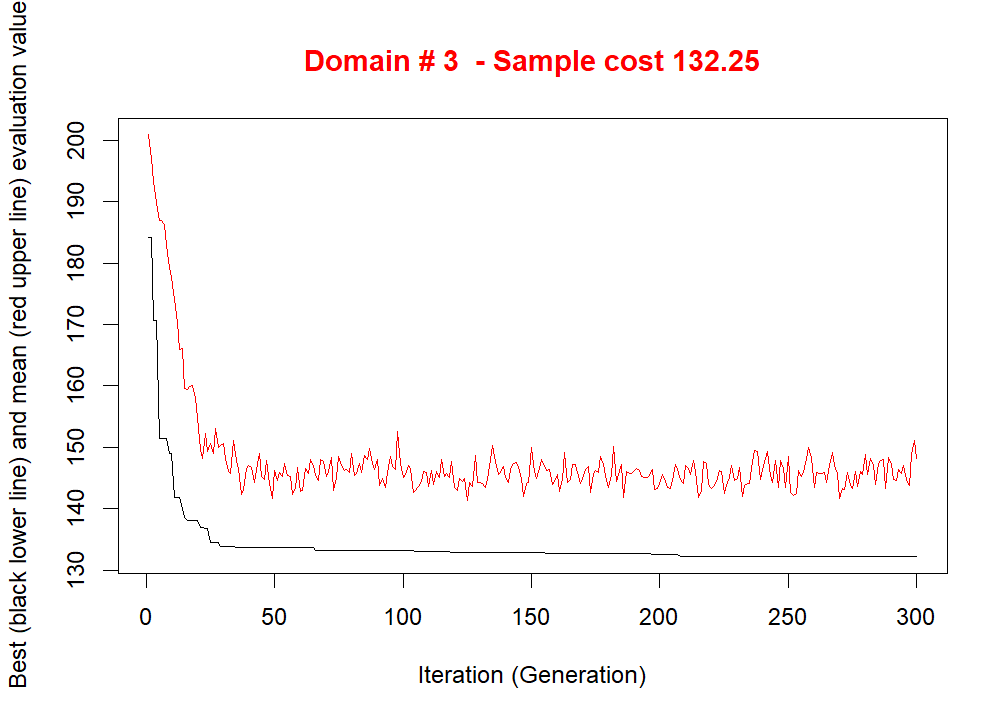 Domain # 3  - Sample cost 132.25
Best (black lower line) and mean (red upper line) evaluation value
200
190
180
170
160
150
140
130
0 50 100 150 200 250 300
Iteration (Generation)